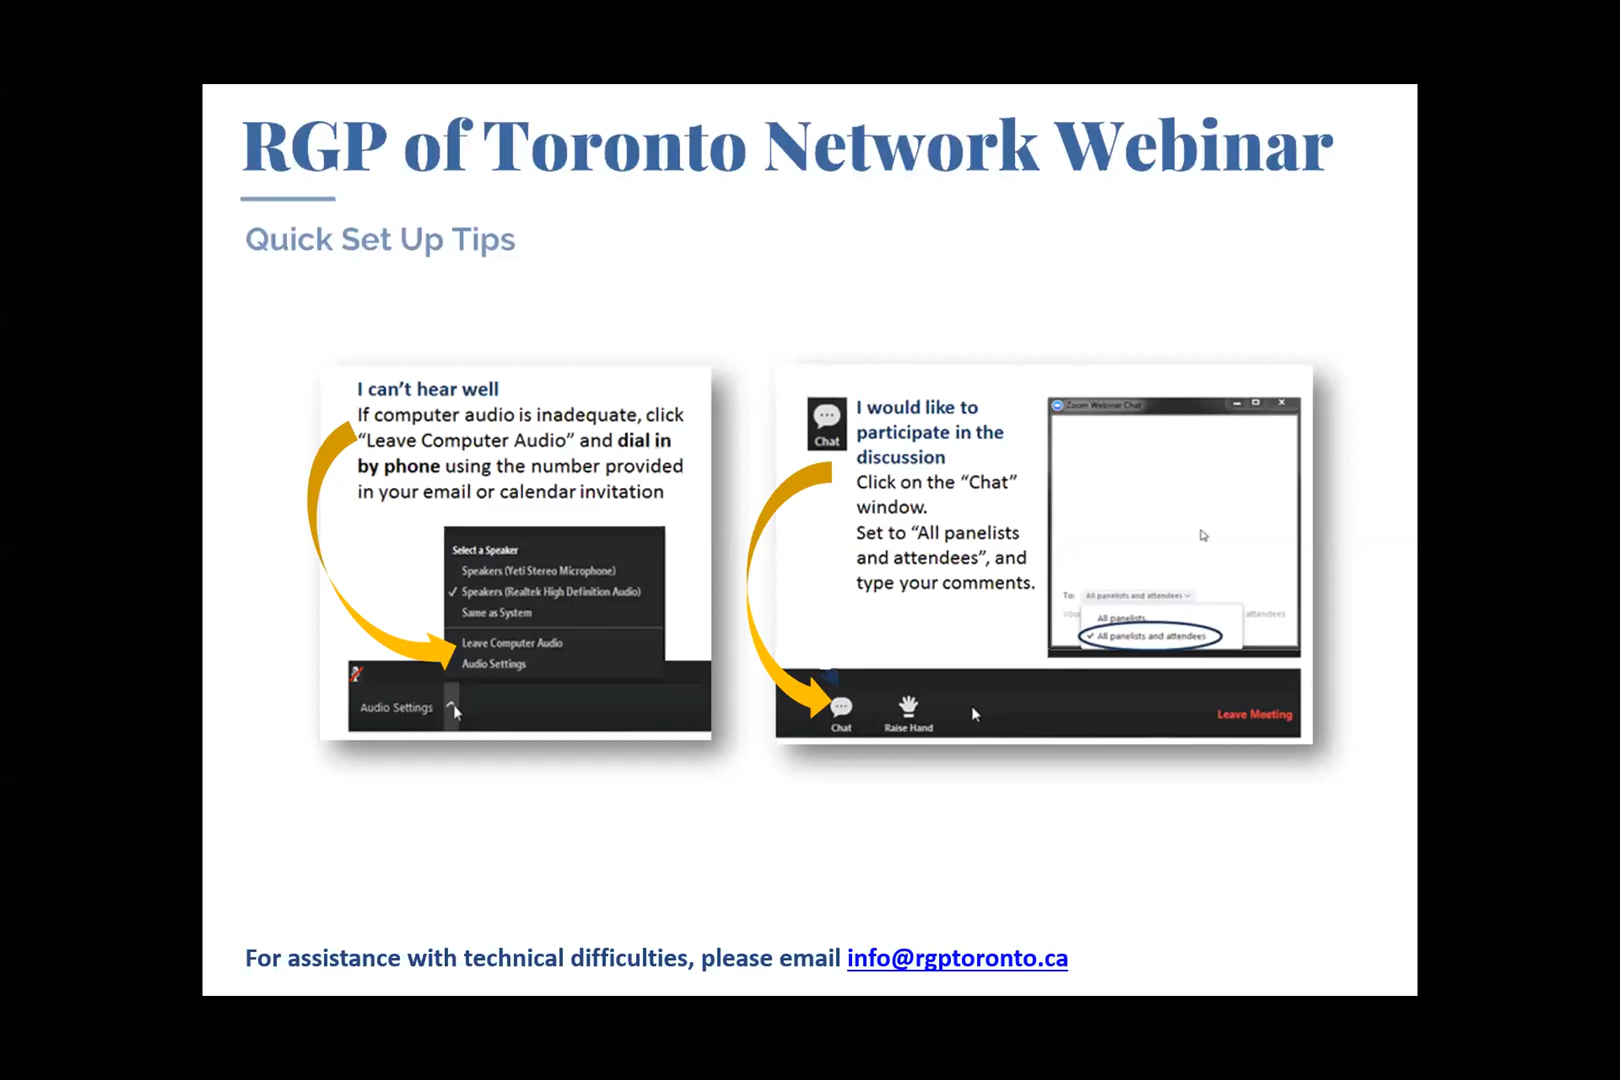 RGP of Toronto Network Webinar
Quick Set Up Tips
I can't hear well
If computer audio is inadequate, click
“Leave Computer Audio” and dial in
by phone using the number provided
in your email or calendar invitation
Select a Speaker
Speakers (Yeti Stereo Microphone)
✓ Speakers (Realtek High Definition Audio)
Same as System
Leave Computer Audio
Audio Settings
Audio Settings
Chat
I would like to
participate in the
discussion
Click on the “Chat”
window.
Set to “All panelists
and attendees”, and
type your comments.
Zoom Webinar Chat
To: All panelists and attendees
attendees
All panelists
✓ All panelists and attendees
Chat
Raise Hand
Leave Meeting
For assistance with technical difficulties, please email info@rgptoronto.ca